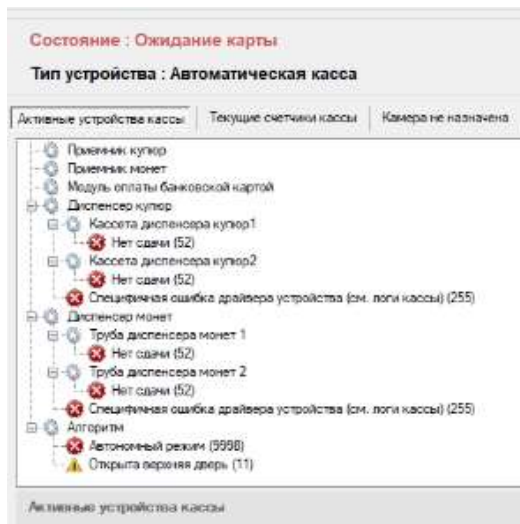 Состояние : Ожидание карты
Тип устройства : Автоматическая касса
Активные устройства кассы Текущие счетчики кассы Камера не назначена
Приемник купюр
Приемник монет
Модуль оплаты банковской картой
Диспенсер купюр
Кассета диспенсера купюр1
Нет сдачи (52)
Кассета диспенсера купюр2
Нет сдачи (52)
Специфичная ошибка драйвера устройства (см. логи кассы) (255)
Диспенсер монет
Труба диспенсера монет 1
Нет сдачи (52)
Труба диспенсера монет 2
Нет сдачи (52)
Специфичная ошибка драйвера устройства (см. логи кассы) (255)
Алгоритм
Автономный режим (9998)
Открыта верхняя дверь (11)
Активные устройства кассы